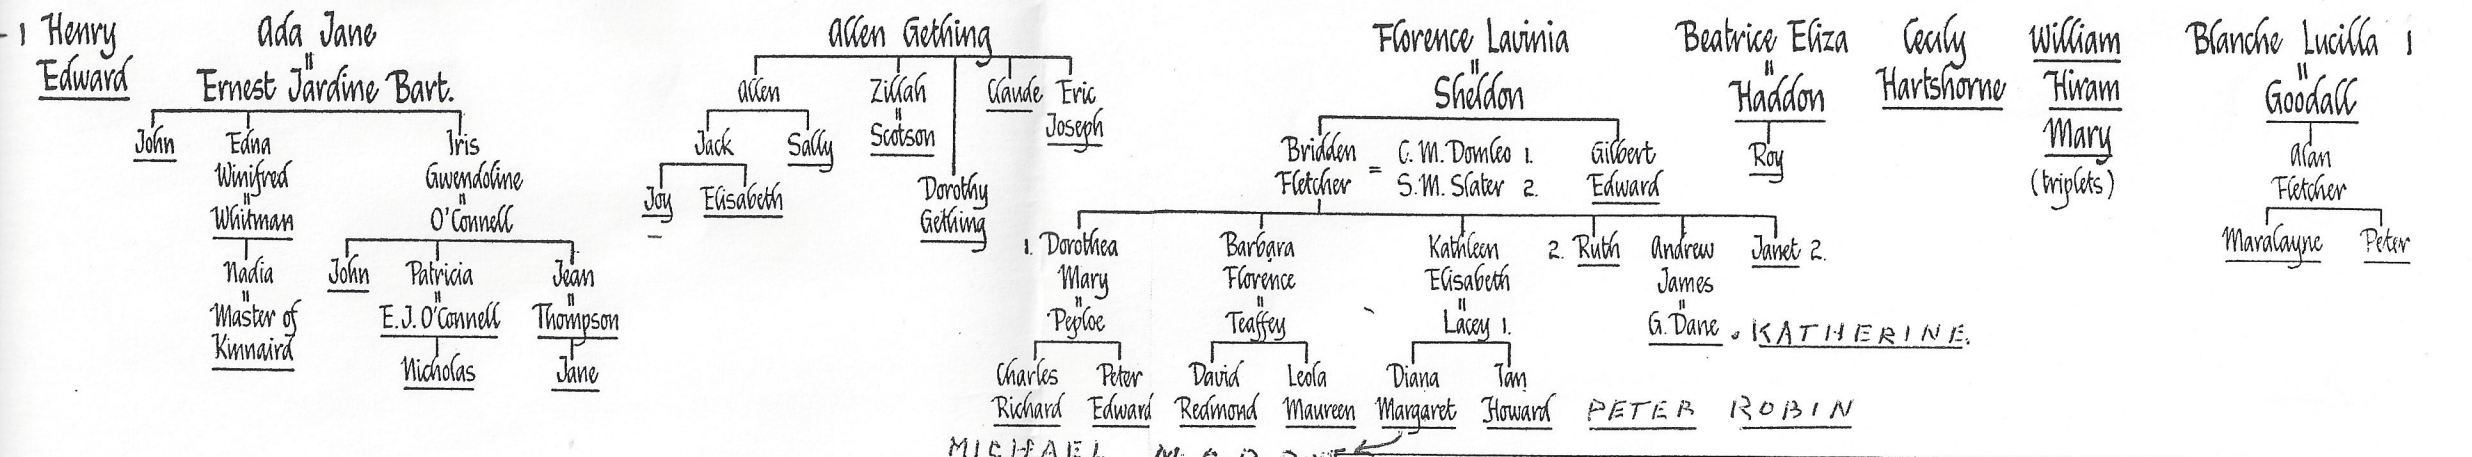 1 Henry Edward
Ada Jane
"
Ernest Jardine Bart.
John
Edna Winifred
"
Whitman
Nadia
"
Master of Kinnaird
Iris Gwendoline
"
O'Connell
John
Patricia
"
E.J. O'Connell
Nicholas
Jean
"
Thompson
Jane
Allen Gething
Allen
Jack
Joy
Elisabeth
Sally
Zillah
"
Scotson
Dorothy Gething
Claude
Eric Joseph
Florence Lavinia
"
Sheldon
Bridden Fletcher =
C. M. Domleo 1.
S. M. Slater 2.
Gilbert Edward
1. Dorothea Mary
"
Peploe
Charles Richard
Peter Edward
Barbara Florence
"
Teaffey
David Redmond
Leola Maureen
Kathleen Elisabeth
"
Lacey 1.
Diana Margaret
Ian Howard
2. Ruth
Andrew James
"
G. Dane . KATHERINE.
Janet 2.
PETER ROBIN
MICHAEL
Beatrice Eliza
"
Haddon
Roy
Cecily Hartshorne
William
Hiram
Mary
(triplets)
Blanche Lucilla 1
"
Goodall
Alan Fletcher
Maralayne
Peter